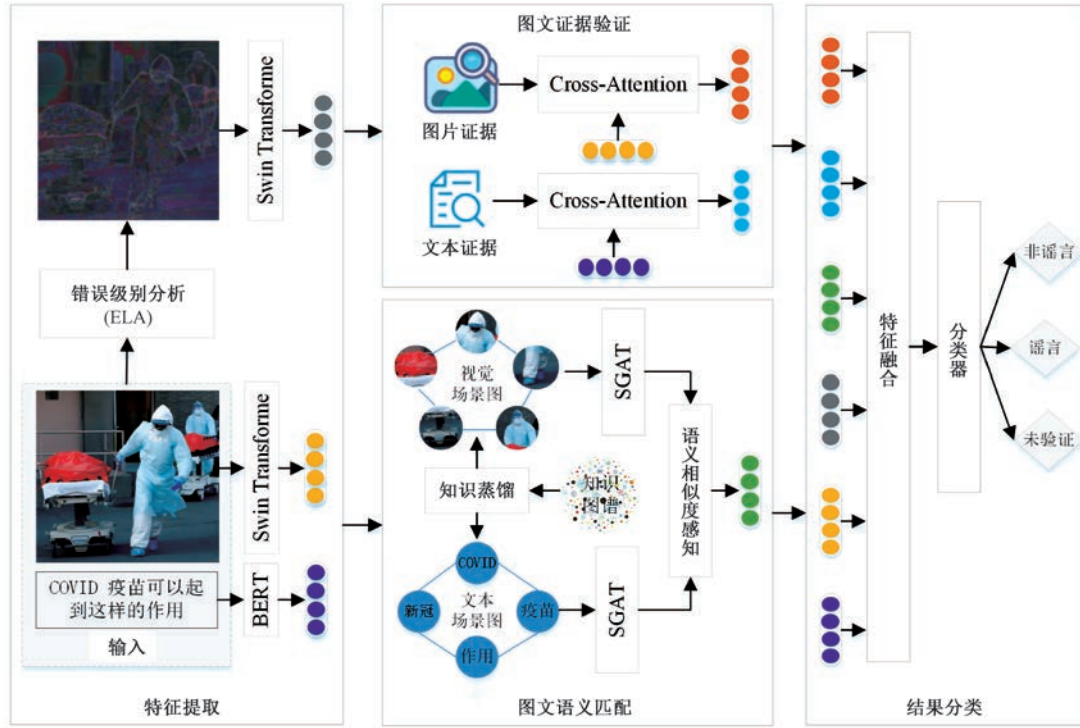 Swin Transforme
错误级别分析
(ELA)
Swin Transforme
COVID 疫苗可以起
到这样的作用
BERT
输入
特征提取
图文证据验证
图片证据
Cross-Attention
文本证据
Cross-Attention
视觉
场景图
SGAT
知识蒸馏
知识
图谱
语义相似度感知
COVID
新冠
文本
场景图
疫苗
作用
SGAT
图文语义匹配
特征融合
分类器
非谣言
谣言
未验证
结果分类